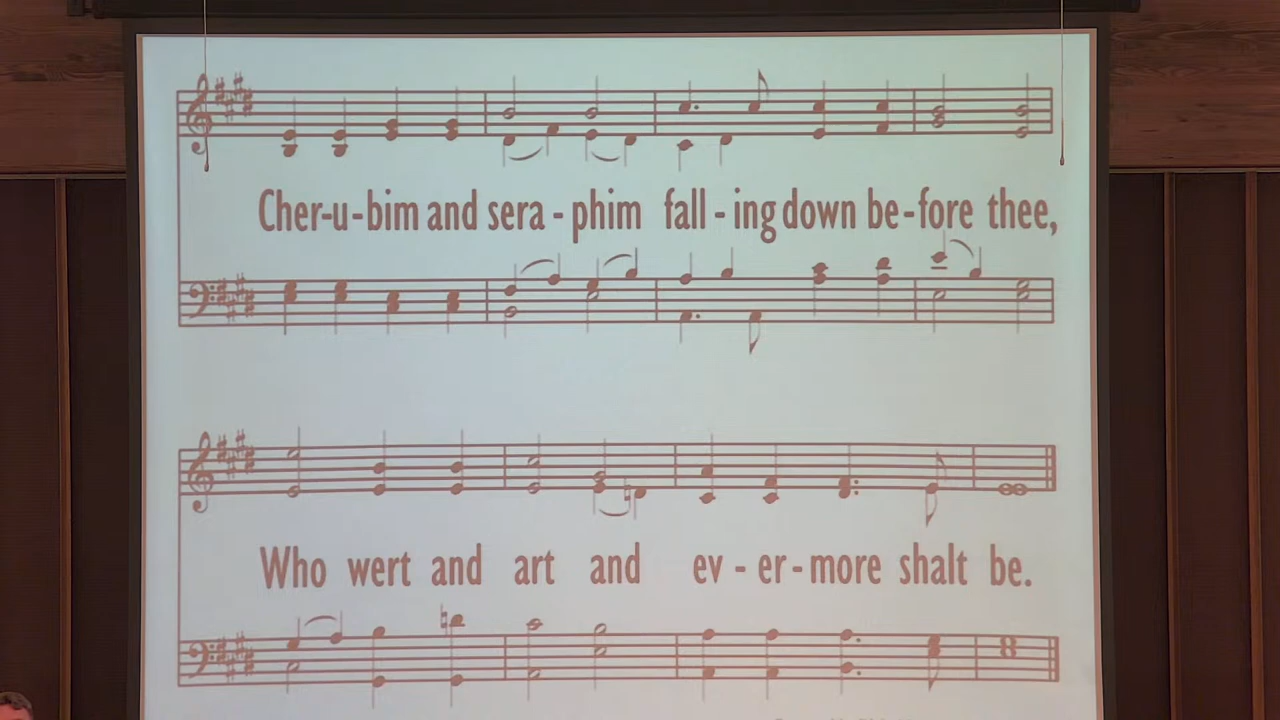 Cher-u-bim and sera - phim fall - ing down be-fore thee,
Who wert and art and ev - er-more shalt be.